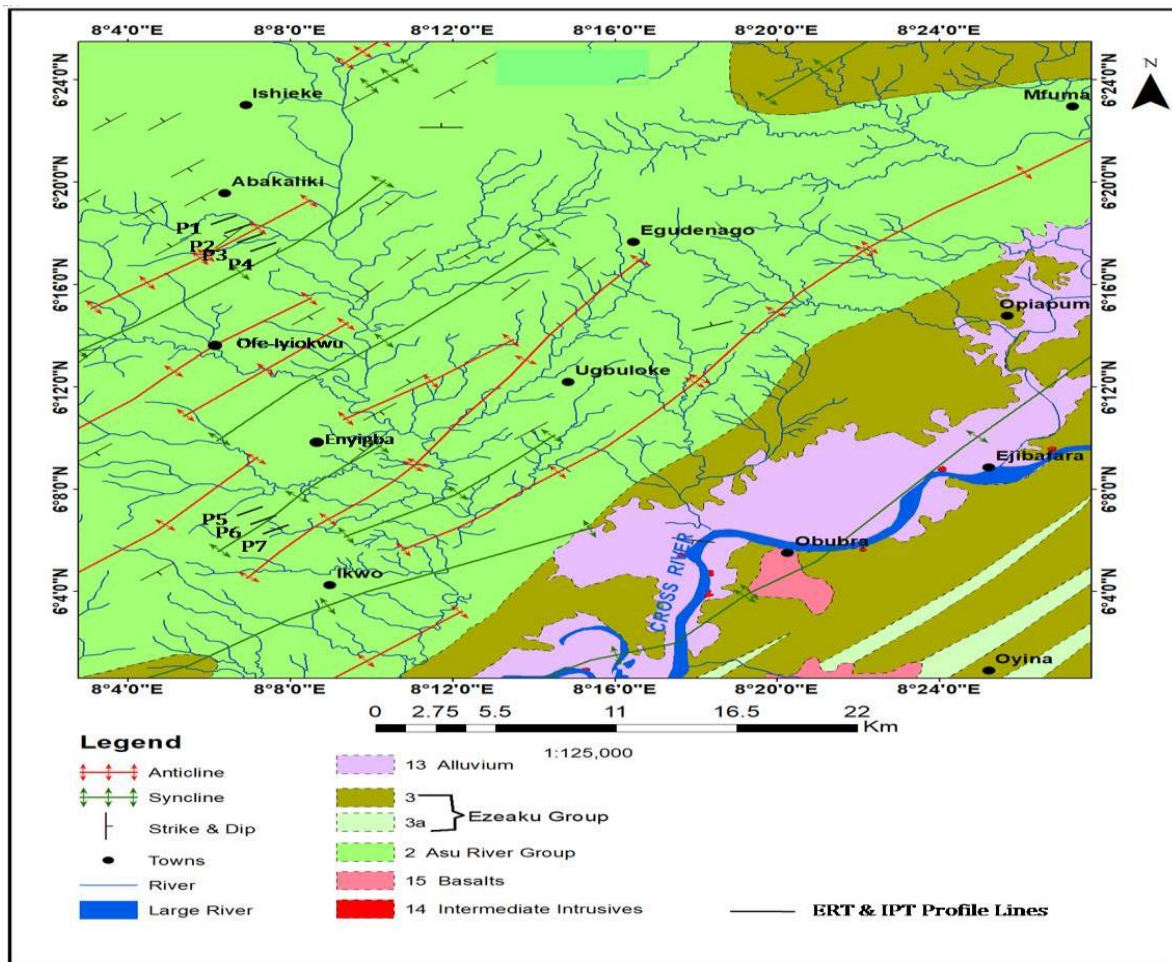 8°4'0"E 8°8'0"E 8°12'0"E 8°16'0"E 8°20'0"E 8°24'0"E
6°24'0"N 6°24'0"N
N
Ishieke
Mfuma
6°20'0"N 6°20'0"N
Abakaliki
P1
P2
P3
P4
Egudenago
6°16'0"N 6°16'0"N
Opiapum
Ofe-Iyiokwu
6°12'0"N 6°12'0"N
Ugbuloke
Enyigba
Ejibafara
6°8'0"N 6°8'0"N
P5
P6
P7
Obubra
CROSS RIVER
Ikwo
6°4'0"N 6°4'0"N
Oyina
8°4'0"E 8°8'0"E 8°12'0"E 8°16'0"E 8°20'0"E 8°24'0"E
0 2.75 5.5 11 16.5 22
Km
1:125,000
Legend
Anticline
Syncline
Strike & Dip
Towns
River
Large River
13 Alluvium
3
3a
Ezeaku Group
2 Asu River Group
15 Basalts
14 Intermediate Intrusives
ERT & IPT Profile Lines